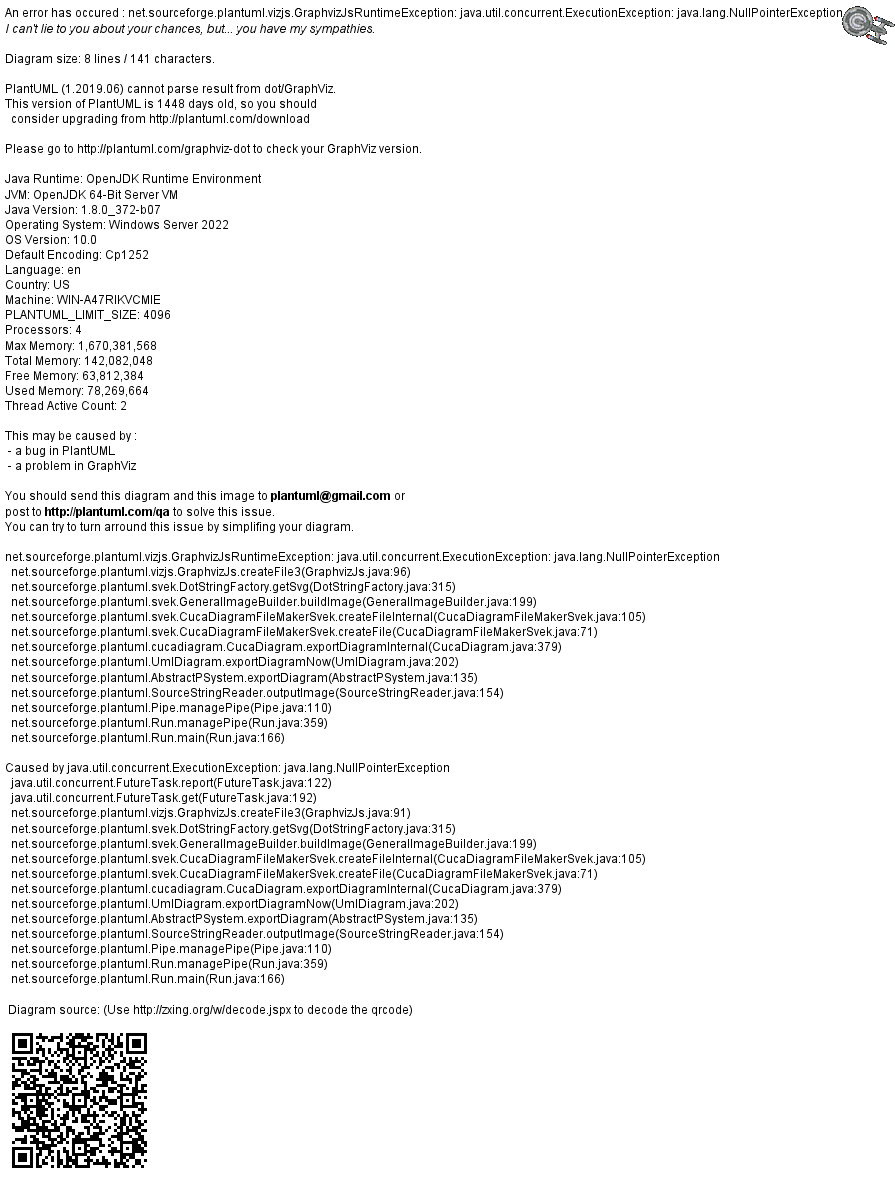 An error has occured : net.sourceforge.plantuml.vizjs.GraphvizJsRuntimeException: java.util.concurrent.ExecutionException: java.lang.NullPointerException
I can't lie to you about your chances, but... you have my sympathies.
Diagram size: 8 lines / 141 characters.
PlantUML (1.2019.06) cannot parse result from dot/GraphViz.
This version of PlantUML is 1448 days old, so you should
consider upgrading from http://plantuml.com/download
Please go to http://plantuml.com/graphviz-dot to check your GraphViz version.
Java Runtime: OpenJDK Runtime Environment
JVM: OpenJDK 64-Bit Server VM
Java Version: 1.8.0_372-b07
Operating System: Windows Server 2022
OS Version: 10.0
Default Encoding: Cp1252
Language: en
Country: US
Machine: WIN-A47RIKVCMIE
PLANTUML_LIMIT_SIZE: 4096
Processors: 4
Max Memory: 1,670,381,568
Total Memory: 142,082,048
Free Memory: 63,812,384
Used Memory: 78,269,664
Thread Active Count: 2
This may be caused by :
- a bug in PlantUML
- a problem in GraphViz
You should send this diagram and this image to plantuml@gmail.com or
post to http://plantuml.com/qa to solve this issue.
You can try to turn arround this issue by simplifing your diagram.
net.sourceforge.plantuml.vizjs.GraphvizJsRuntimeException: java.util.concurrent.ExecutionException: java.lang.NullPointerException
net.sourceforge.plantuml.vizjs.GraphvizJs.createFile3(GraphvizJs.java:96)
net.sourceforge.plantuml.svek.DotStringFactory.getSvg(DotStringFactory.java:315)
net.sourceforge.plantuml.svek.GeneralImageBuilder.buildImage(GeneralImageBuilder.java:199)
net.sourceforge.plantuml.svek.CucaDiagramFileMakerSvek.createFileInternal(CucaDiagramFileMakerSvek.java:105)
net.sourceforge.plantuml.svek.CucaDiagramFileMakerSvek.createFile(CucaDiagramFileMakerSvek.java:71)
net.sourceforge.plantuml.cucadiagram.CucaDiagram.exportDiagramInternal(CucaDiagram.java:379)
net.sourceforge.plantuml.UmlDiagram.exportDiagramNow(UmlDiagram.java:202)
net.sourceforge.plantuml.AbstractPSystem.exportDiagram(AbstractPSystem.java:135)
net.sourceforge.plantuml.SourceStringReader.outputImage(SourceStringReader.java:154)
net.sourceforge.plantuml.Pipe.managePipe(Pipe.java:110)
net.sourceforge.plantuml.Run.managePipe(Run.java:359)
net.sourceforge.plantuml.Run.main(Run.java:166)
Caused by java.util.concurrent.ExecutionException: java.lang.NullPointerException
java.util.concurrent.FutureTask.report(FutureTask.java:122)
java.util.concurrent.FutureTask.get(FutureTask.java:192)
net.sourceforge.plantuml.vizjs.GraphvizJs.createFile3(GraphvizJs.java:91)
net.sourceforge.plantuml.svek.DotStringFactory.getSvg(DotStringFactory.java:315)
net.sourceforge.plantuml.svek.GeneralImageBuilder.buildImage(GeneralImageBuilder.java:199)
net.sourceforge.plantuml.svek.CucaDiagramFileMakerSvek.createFileInternal(CucaDiagramFileMakerSvek.java:105)
net.sourceforge.plantuml.svek.CucaDiagramFileMakerSvek.createFile(CucaDiagramFileMakerSvek.java:71)
net.sourceforge.plantuml.cucadiagram.CucaDiagram.exportDiagramInternal(CucaDiagram.java:379)
net.sourceforge.plantuml.UmlDiagram.exportDiagramNow(UmlDiagram.java:202)
net.sourceforge.plantuml.AbstractPSystem.exportDiagram(AbstractPSystem.java:135)
net.sourceforge.plantuml.SourceStringReader.outputImage(SourceStringReader.java:154)
net.sourceforge.plantuml.Pipe.managePipe(Pipe.java:110)
net.sourceforge.plantuml.Run.managePipe(Run.java:359)
net.sourceforge.plantuml.Run.main(Run.java:166)
Diagram source: (Use http://zxing.org/w/decode.jspx to decode the qrcode)